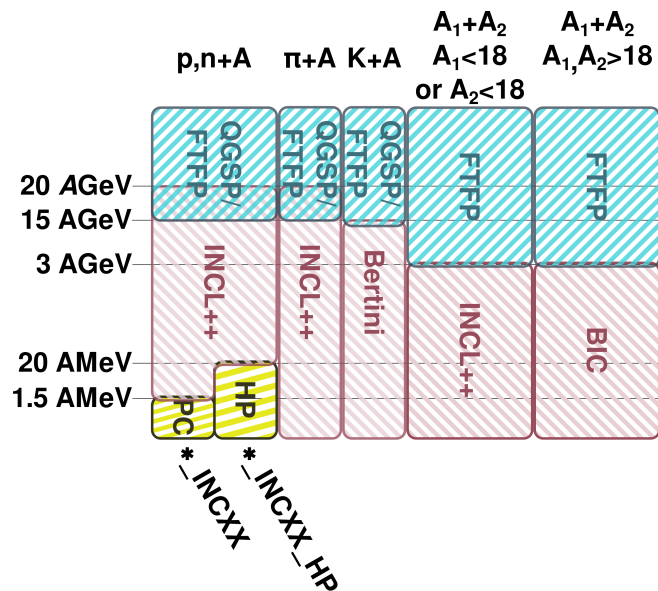 p,n+A
π+A
K+A
A₁+A₂
A₁<18
or A₂<18
A₁+A₂
A₁,A₂>18
QGSP/
FTFP
QGSP/
FTFP
QGSP/
FTFP
FTFP
FTFP
20 AGeV
15 AGeV
3 AGeV
20 AMeV
1.5 AMeV
INCL++
INCL++
Bertini
INCL++
BIC
PC
HP
*_INCXX
*_INCXX_HP